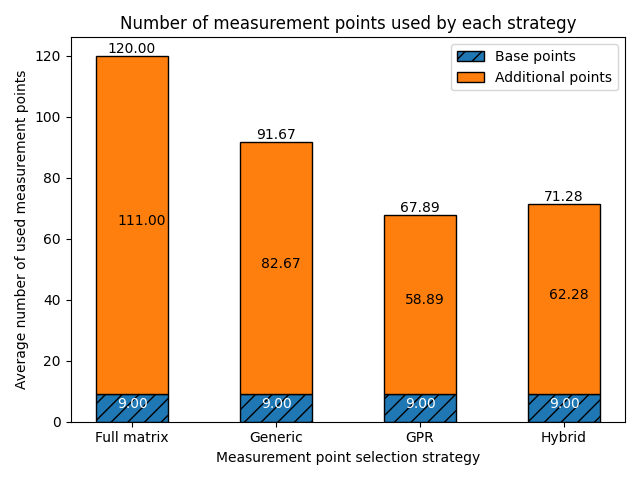 Number of measurement points used by each strategy
Average number of used measurement points
120
100
80
60
40
20
0
120.00
91.67
67.89
71.28
111.00
82.67
58.89
62.28
9.00
9.00
9.00
9.00
Base points
Additional points
Full matrix
Generic
GPR
Hybrid
Measurement point selection strategy